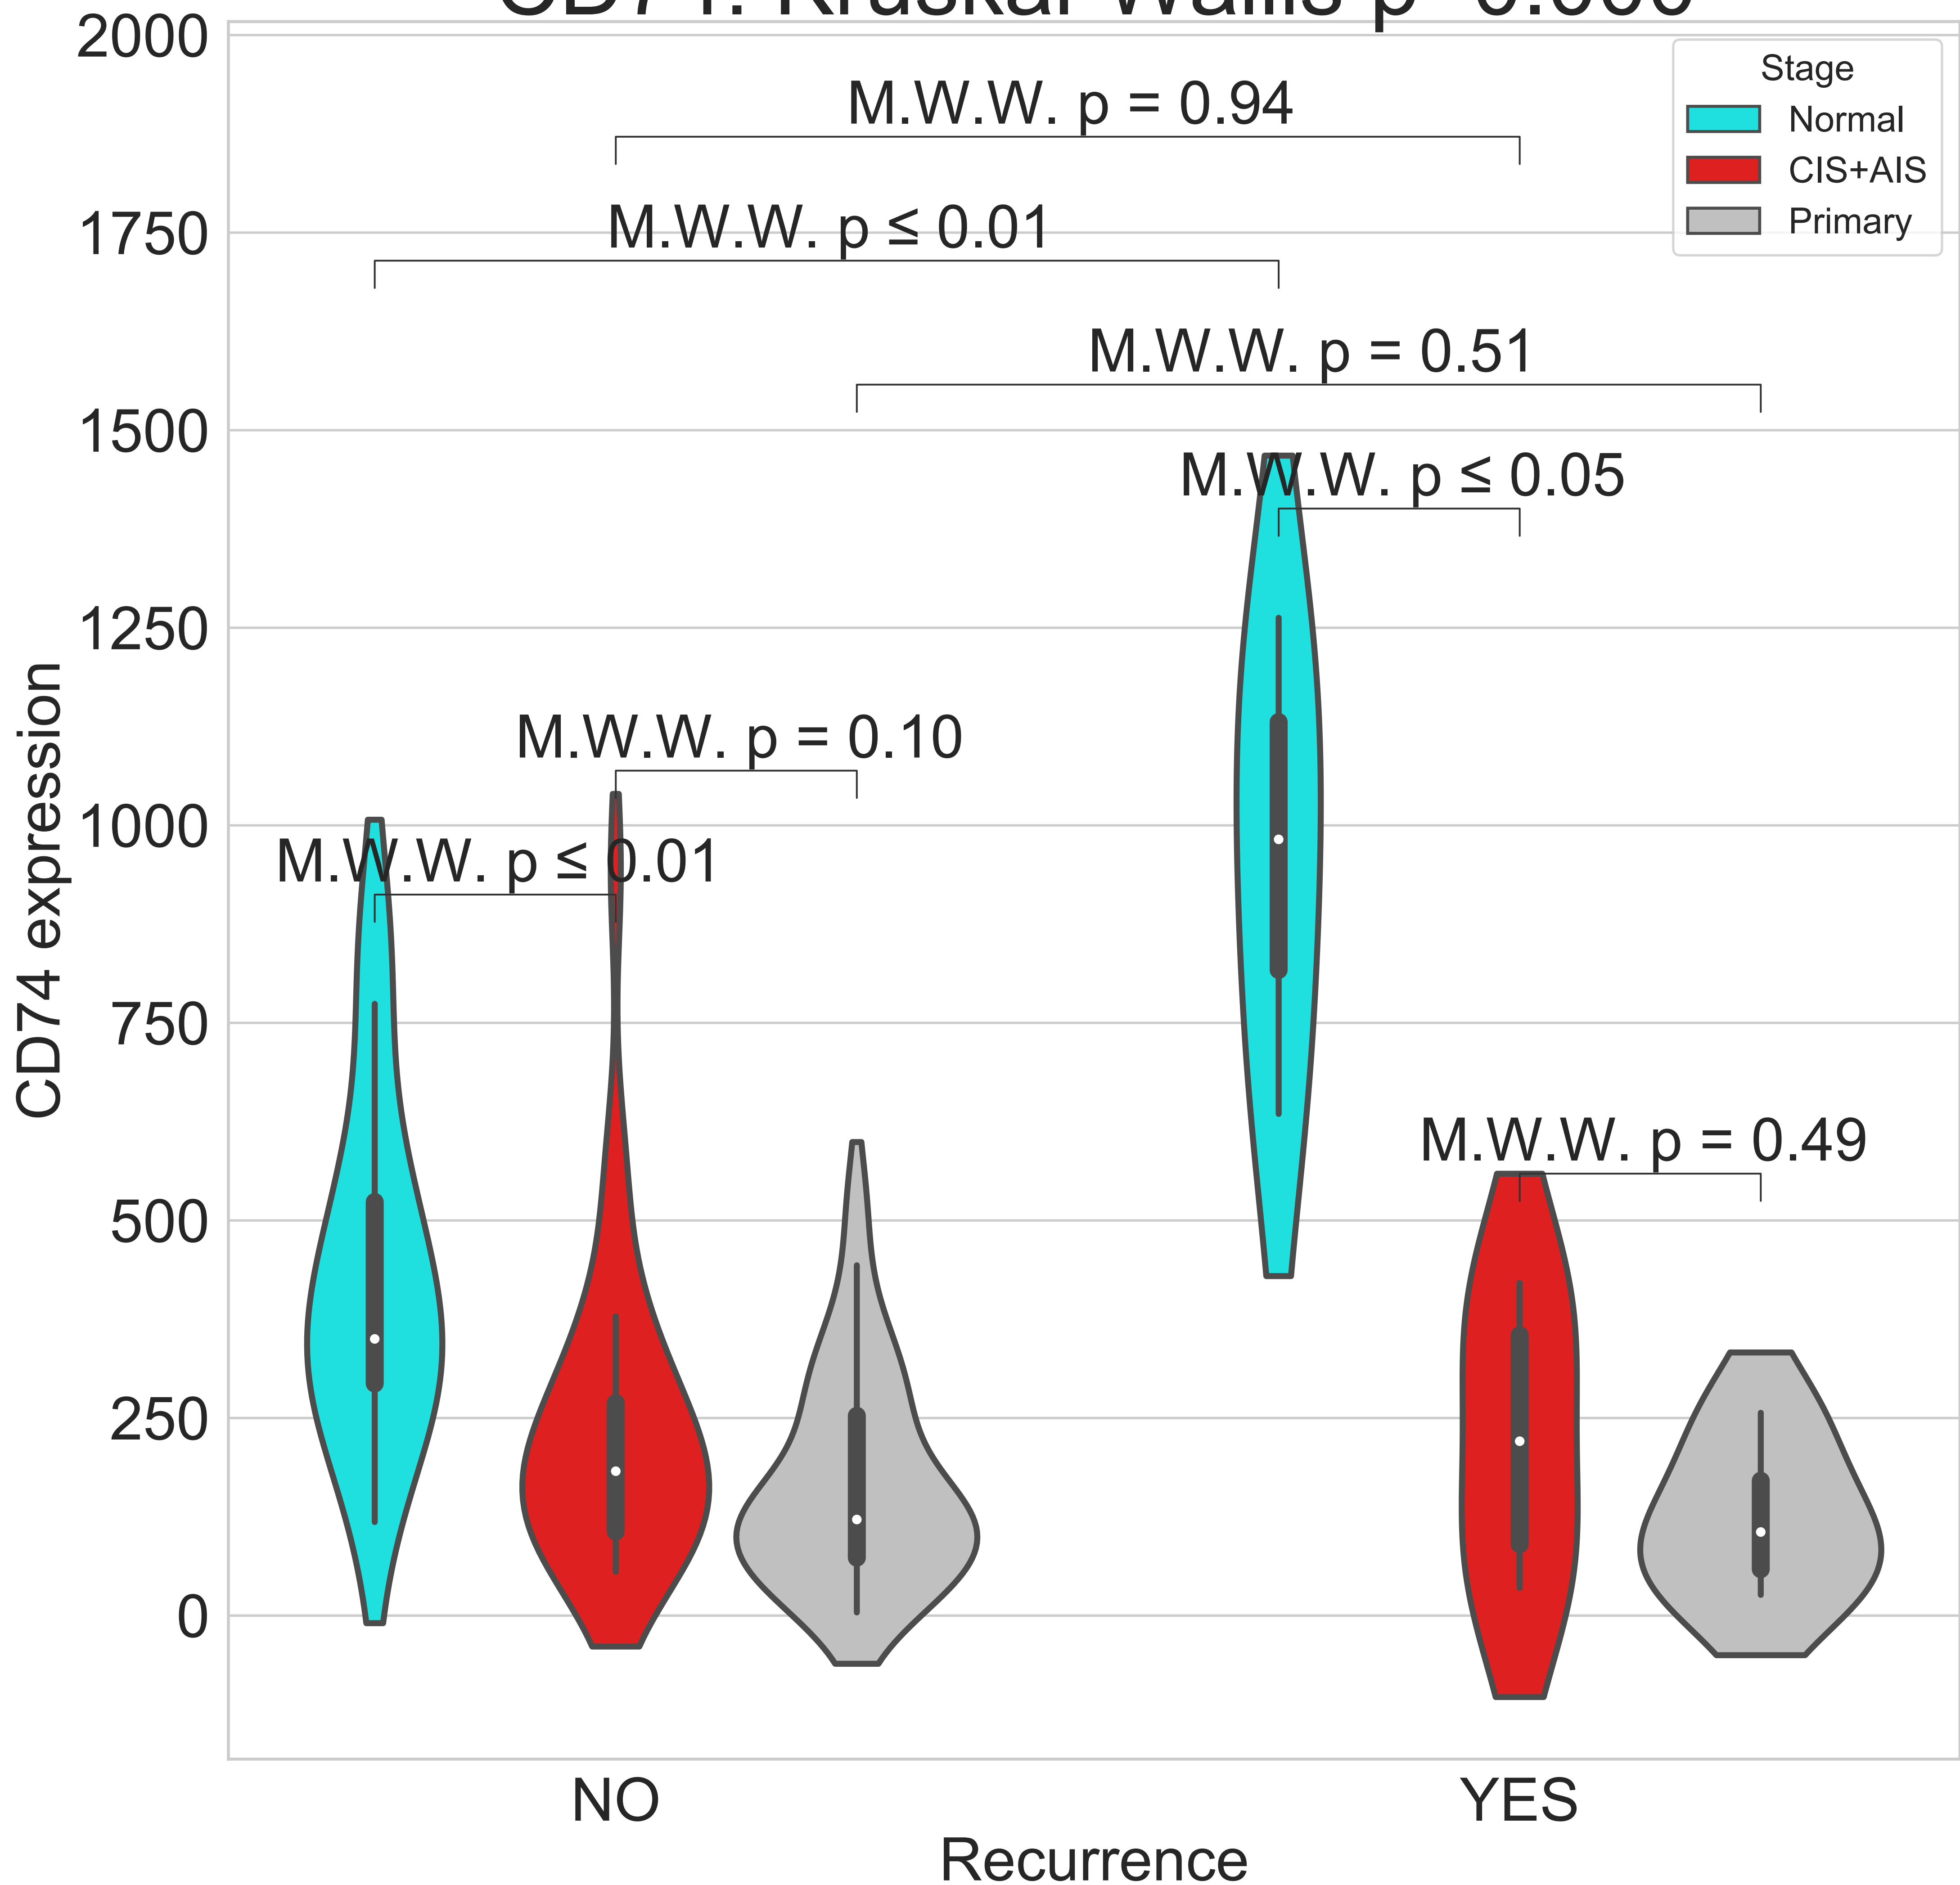 2000
1750
1500
1250
1000
750
500
250
0
CD74 expression
Stage
Normal
CIS+AIS
Primary
M.W.W. p = 0.94
M.W.W. p ≤ 0.01
M.W.W. p = 0.51
M.W.W. p ≤ 0.05
M.W.W. p = 0.10
M.W.W. p ≤ 0.01
M.W.W. p = 0.49
NO
YES
Recurrence